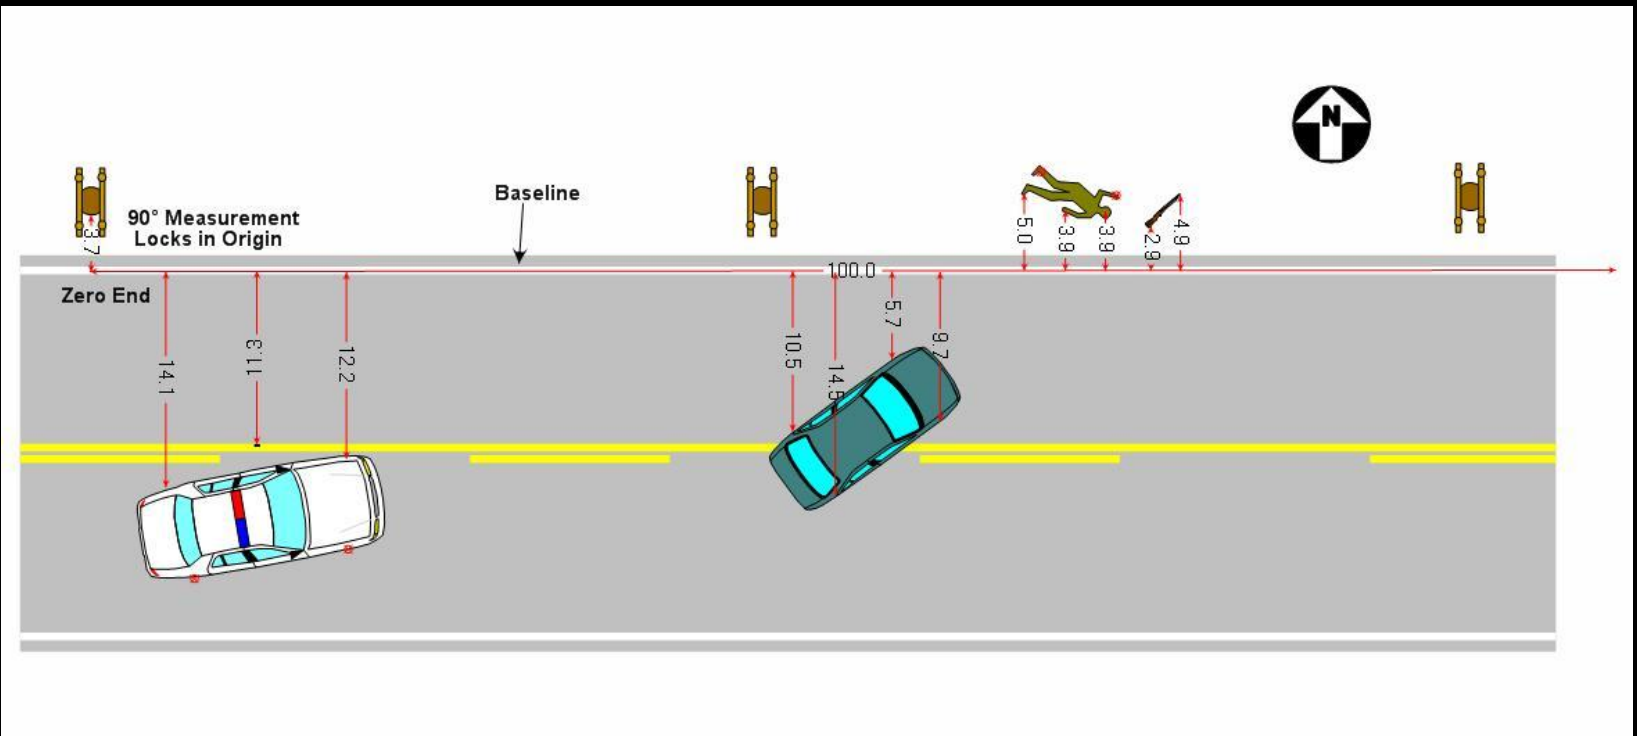 N
Baseline
90° Measurement
Locks in Origin
3.7
5.0
3.9
3.9
2.9
4.9
100.0
Zero End
14.1
11.3
12.2
10.5
14.5
5.7
9.7